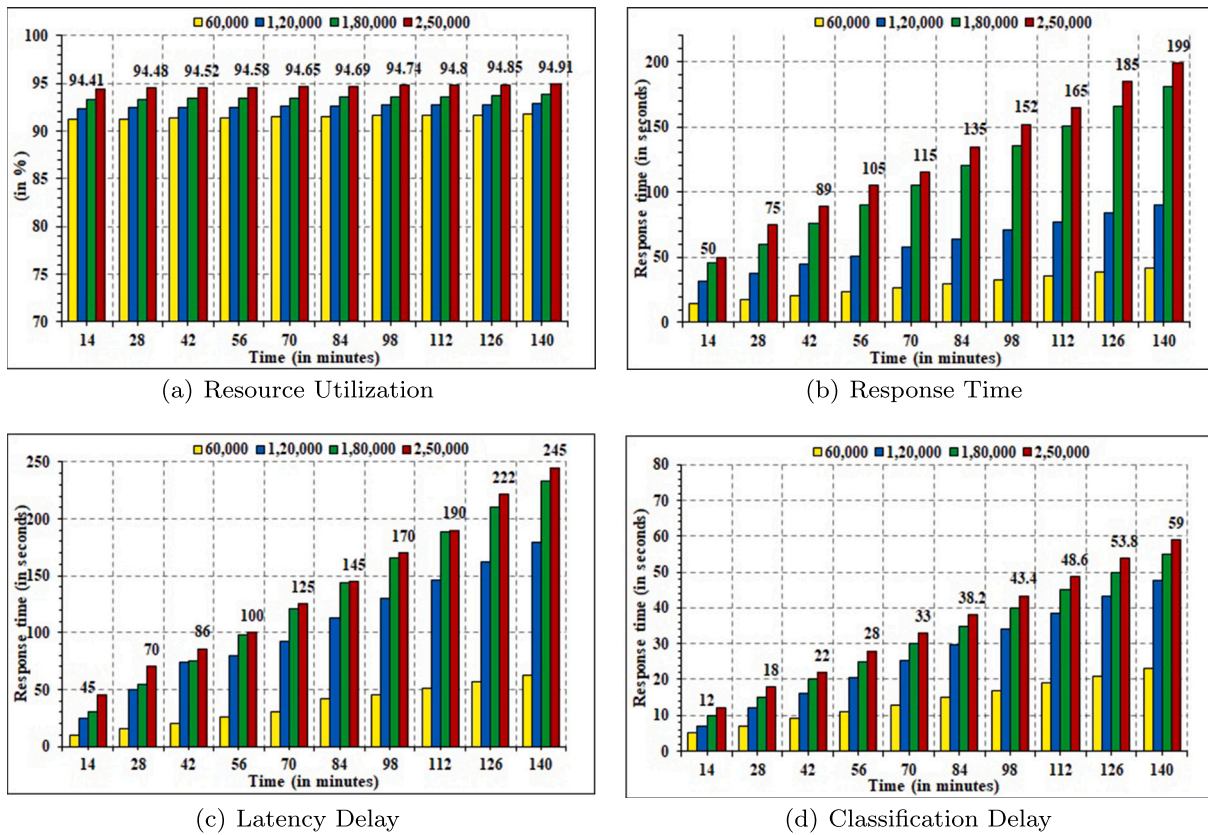 60,000 1,20,000 1,80,000 2,50,000
100
95
90
85
80
75
70
(in %)
94.41 94.48 94.52 94.58 94.65 94.69 94.74 94.8 94.85 94.91
14 28 42 56 70 84 98 112 126 140
Time (in minutes)
(a) Resource Utilization
60,000 1,20,000 1,80,000 2,50,000
200
150
100
50
0
Response time (in seconds)
50 75 89 105 115 135 152 165 185 199
14 28 42 56 70 84 98 112 126 140
Time (in minutes)
(b) Response Time
60,000 1,20,000 1,80,000 2,50,000
250
200
150
100
50
0
Response time (in seconds)
45 70 86 100 125 145 170 190 222 245
14 28 42 56 70 84 98 112 126 140
Time (in minutes)
(c) Latency Delay
60,000 1,20,000 1,80,000 2,50,000
80
70
60
50
40
30
20
10
0
Response time (in seconds)
12 18 22 28 33 38.2 43.4 48.6 53.8 59
14 28 42 56 70 84 98 112 126 140
Time (in minutes)
(d) Classification Delay